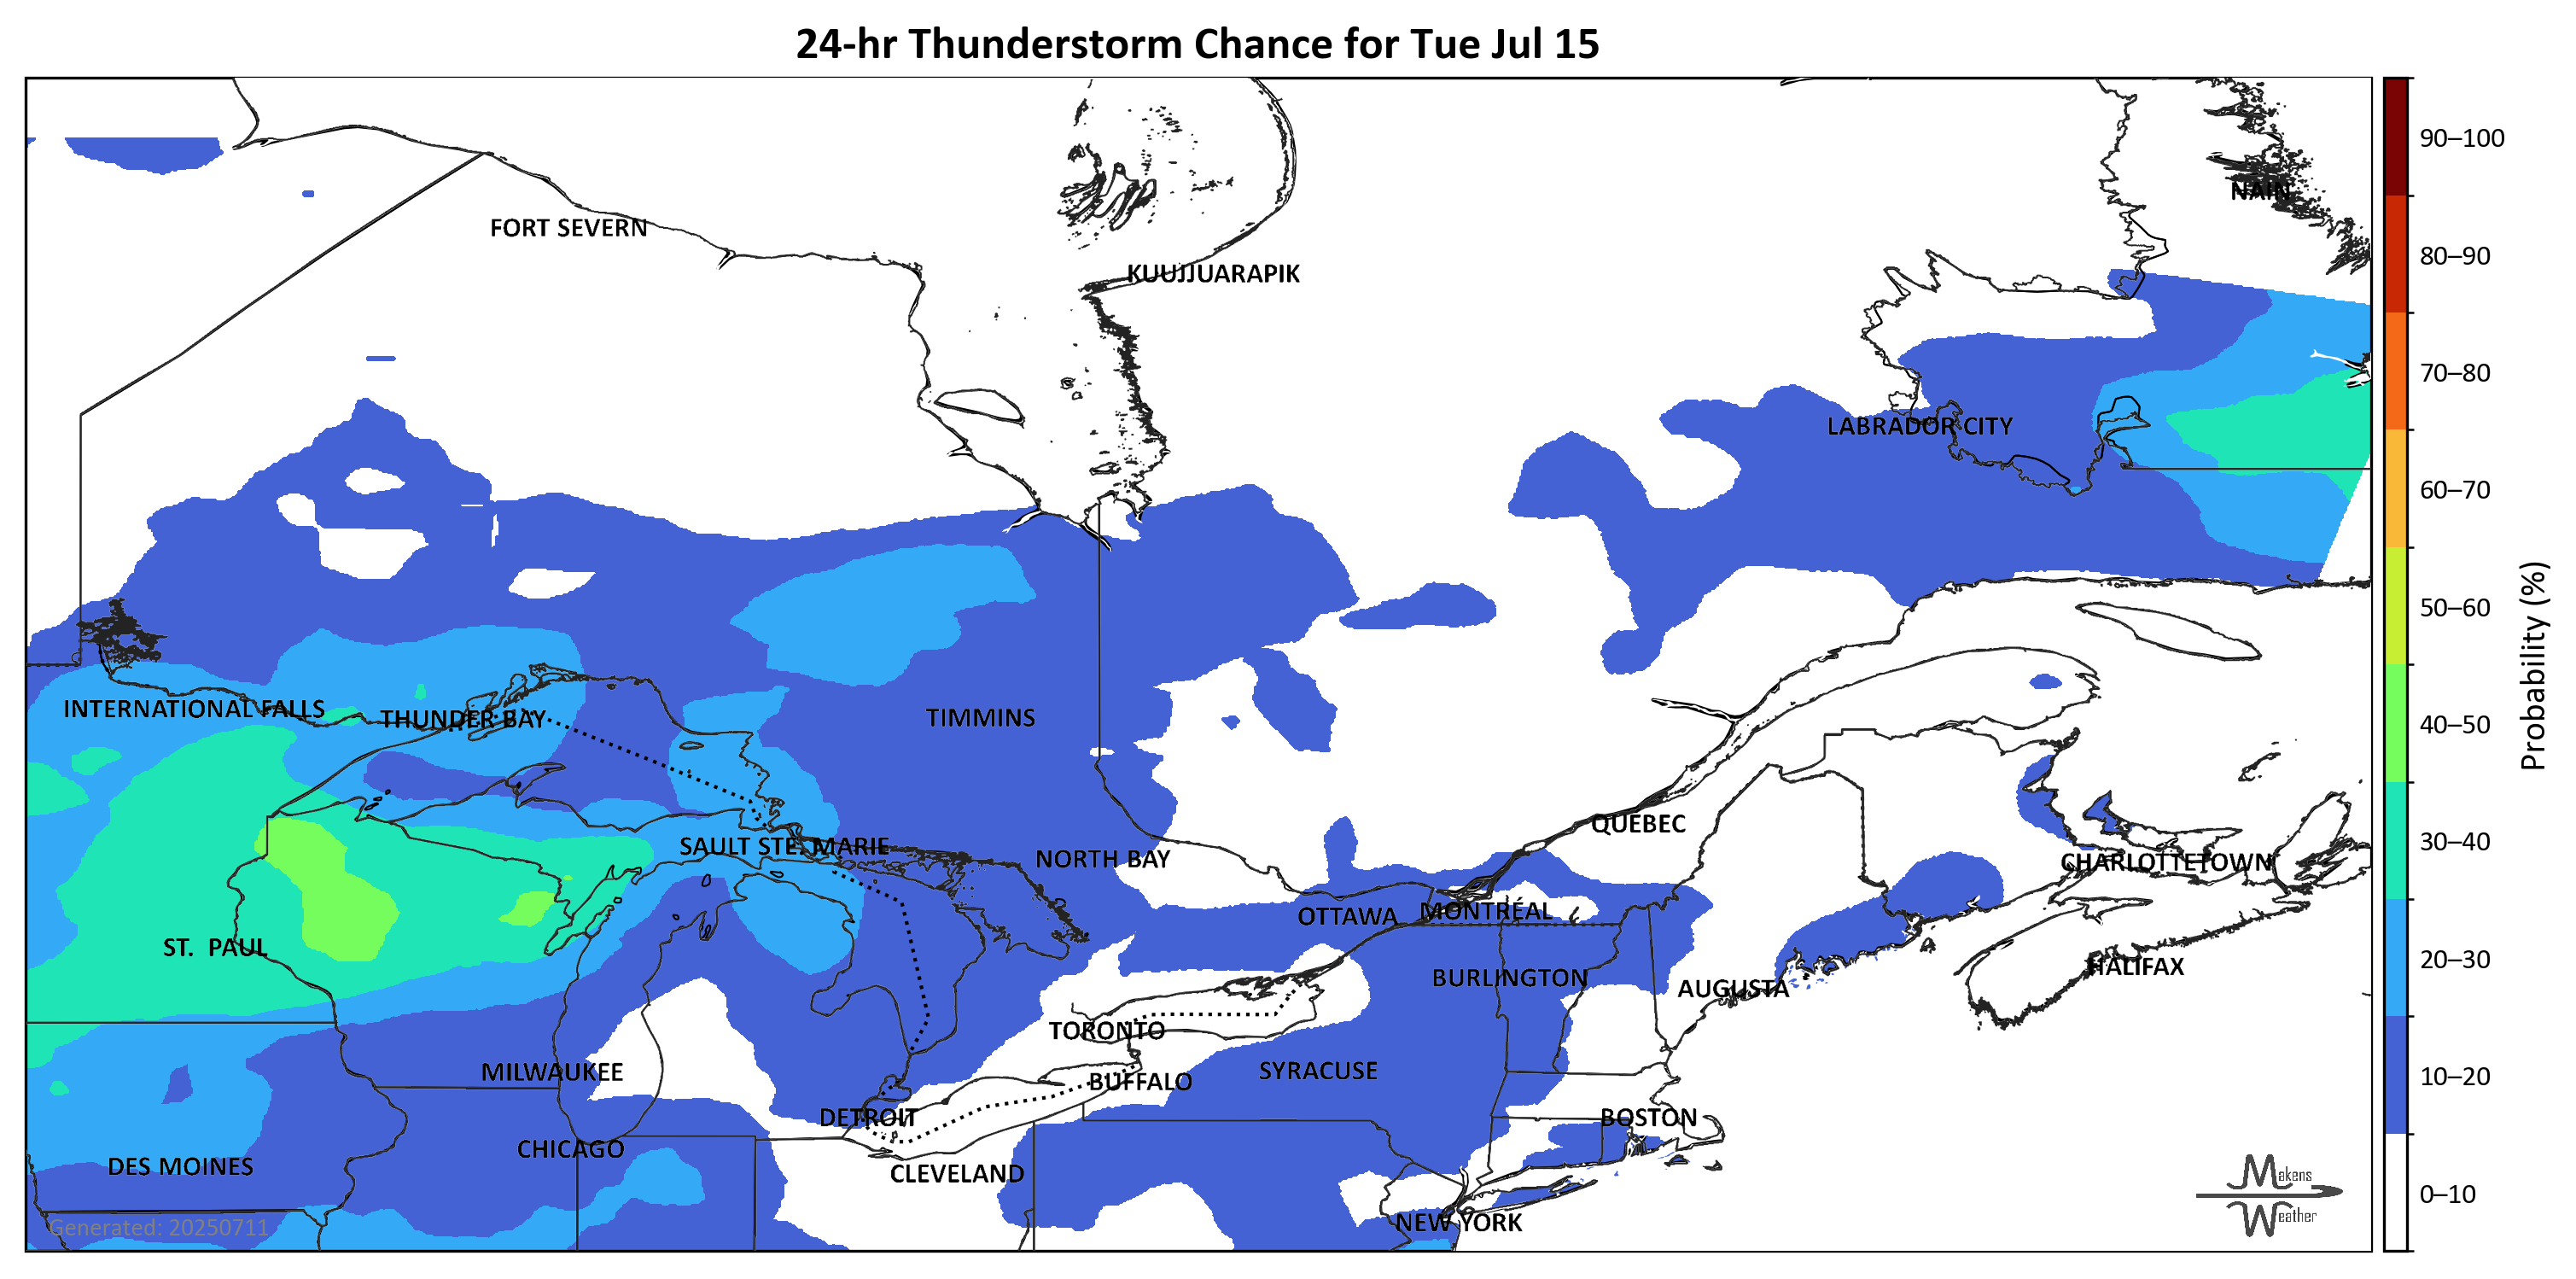 24-hr Thunderstorm Chance for Tue Jul 15
90–100
NAIN
FORT SEVERN
80–90
KUUJJUARAPIK
70–80
LABRADOR CITY
60–70
50–60
INTERNATIONAL FALLS
THUNDER BAY
TIMMINS
40–50
Probability (%)
QUEBEC
SAULT STE. MARIE
30–40
NORTH BAY
CHARLOTTETOWN
OTTAWA
MONTRÉAL
ST. PAUL
20–30
HALIFAX
BURLINGTON
AUGUSTA
TORONTO
MILWAUKEE
SYRACUSE
10–20
BUFFALO
DETROIT
BOSTON
CHICAGO
DES MOINES
CLEVELAND
Makens
Weather
0–10
NEW YORK
Generated: 20250711